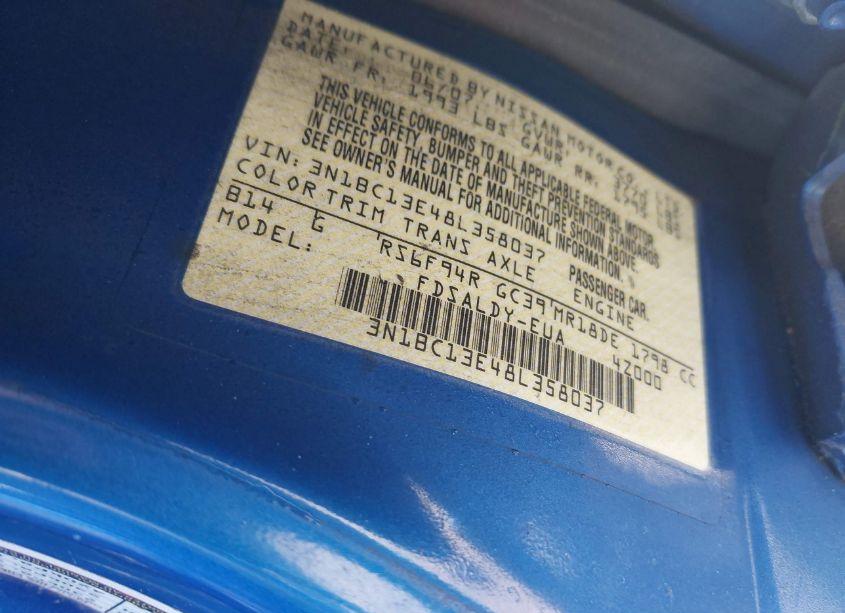 MANUFACTURED BY NISSAN MOTOR CO., LTD.
DATE: 06/07 GVWR:
GAWR FR: 1993 LBS GAWR RR: 1745 LBS
THIS VEHICLE CONFORMS TO ALL APPLICABLE FEDERAL MOTOR
VEHICLE SAFETY, BUMPER AND THEFT PREVENTION STANDARDS
IN EFFECT ON THE DATE OF MANUFACTURE SHOWN ABOVE.
SEE OWNER'S MANUAL FOR ADDITIONAL INFORMATION.
VIN: 3N1BC13E48L358037 PASSENGER CAR.
COLOR TRIM TRANS AXLE ENGINE
B14 G RS6F94R GC39 MR18DE 1798 CC
MODEL: FDSALDY-EUA 4Z000
3N1BC13E48L358037